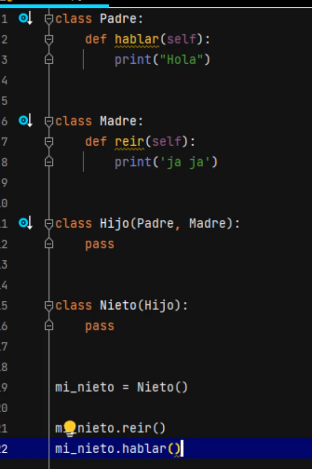 1 class Padre:
2 def hablar(self):
3 print("Hola")
4
5
6 class Madre:
7 def reir(self):
8 print('ja ja')
9
0
1 class Hijo(Padre, Madre):
2 pass
3
4
5 class Nieto(Hijo):
6 pass
7
8
9 mi_nieto = Nieto()
0
1 mi_nieto.reir()
2 mi_nieto.hablar()